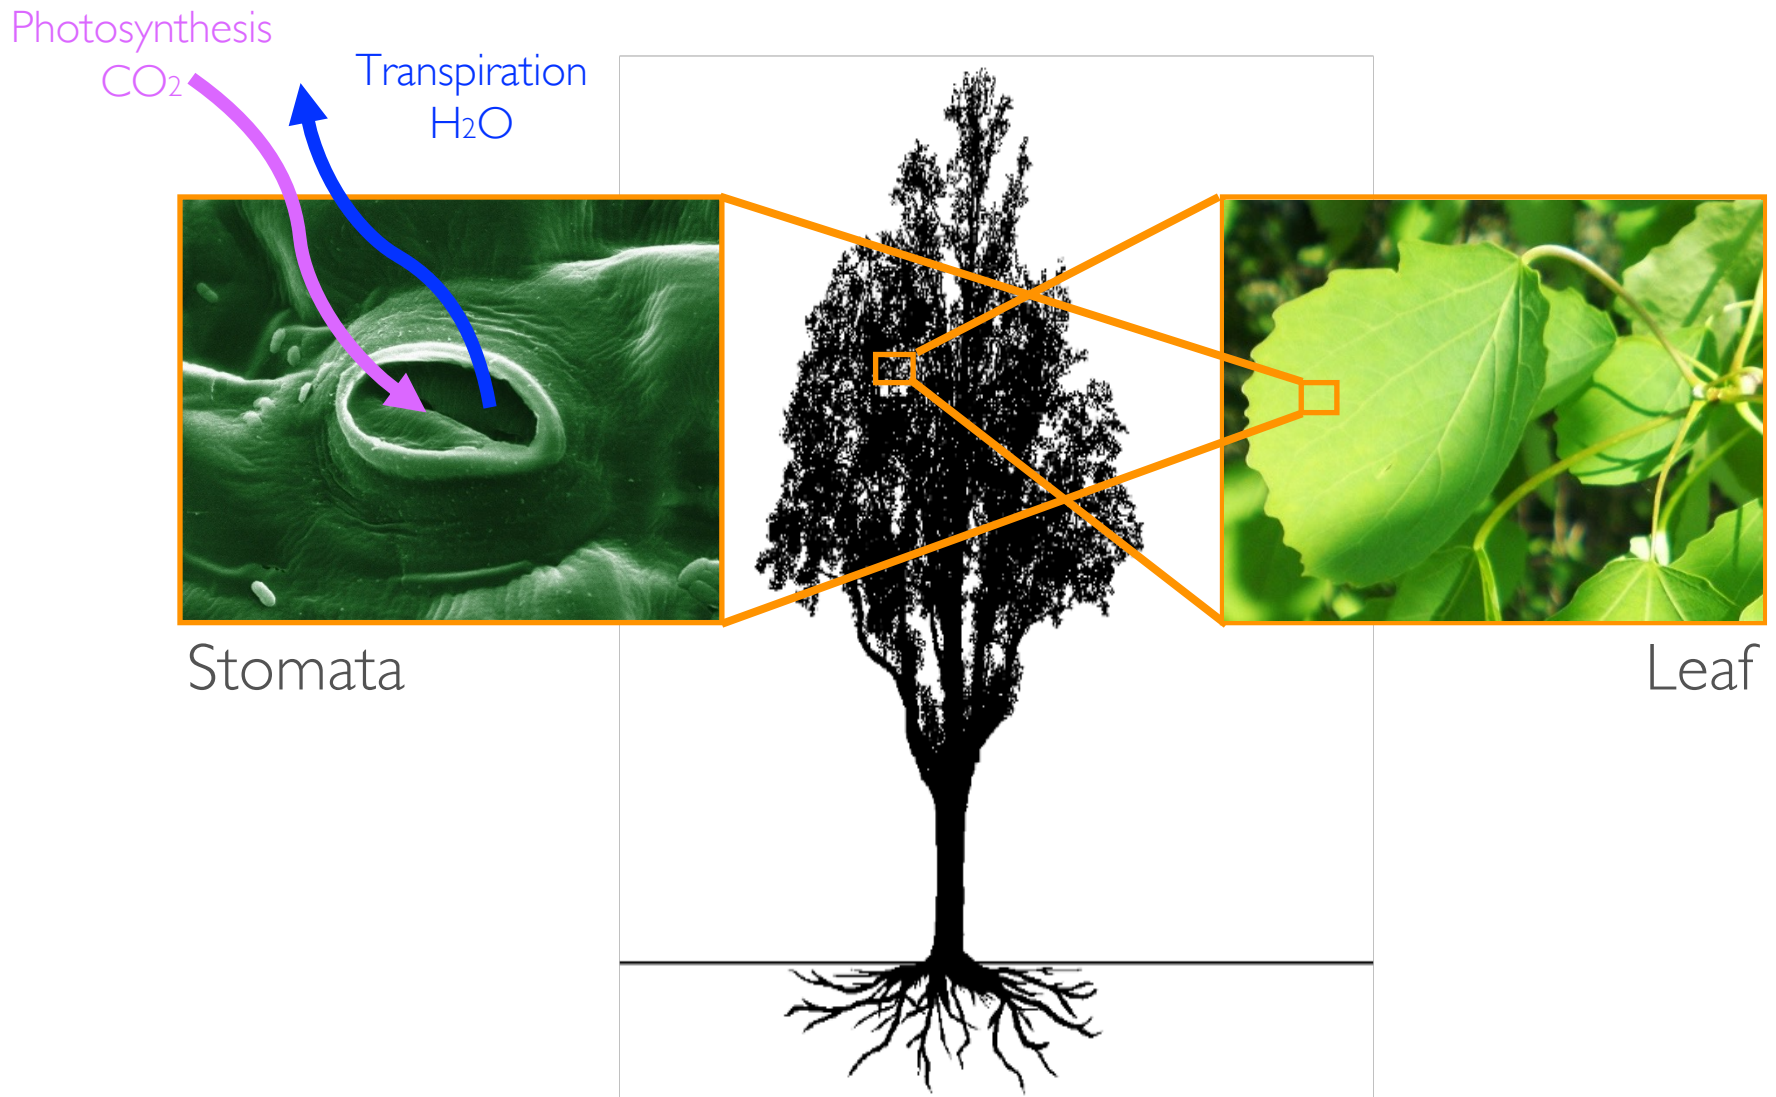 Photosynthesis
CO2
Transpiration
H2O
Stomata
Leaf